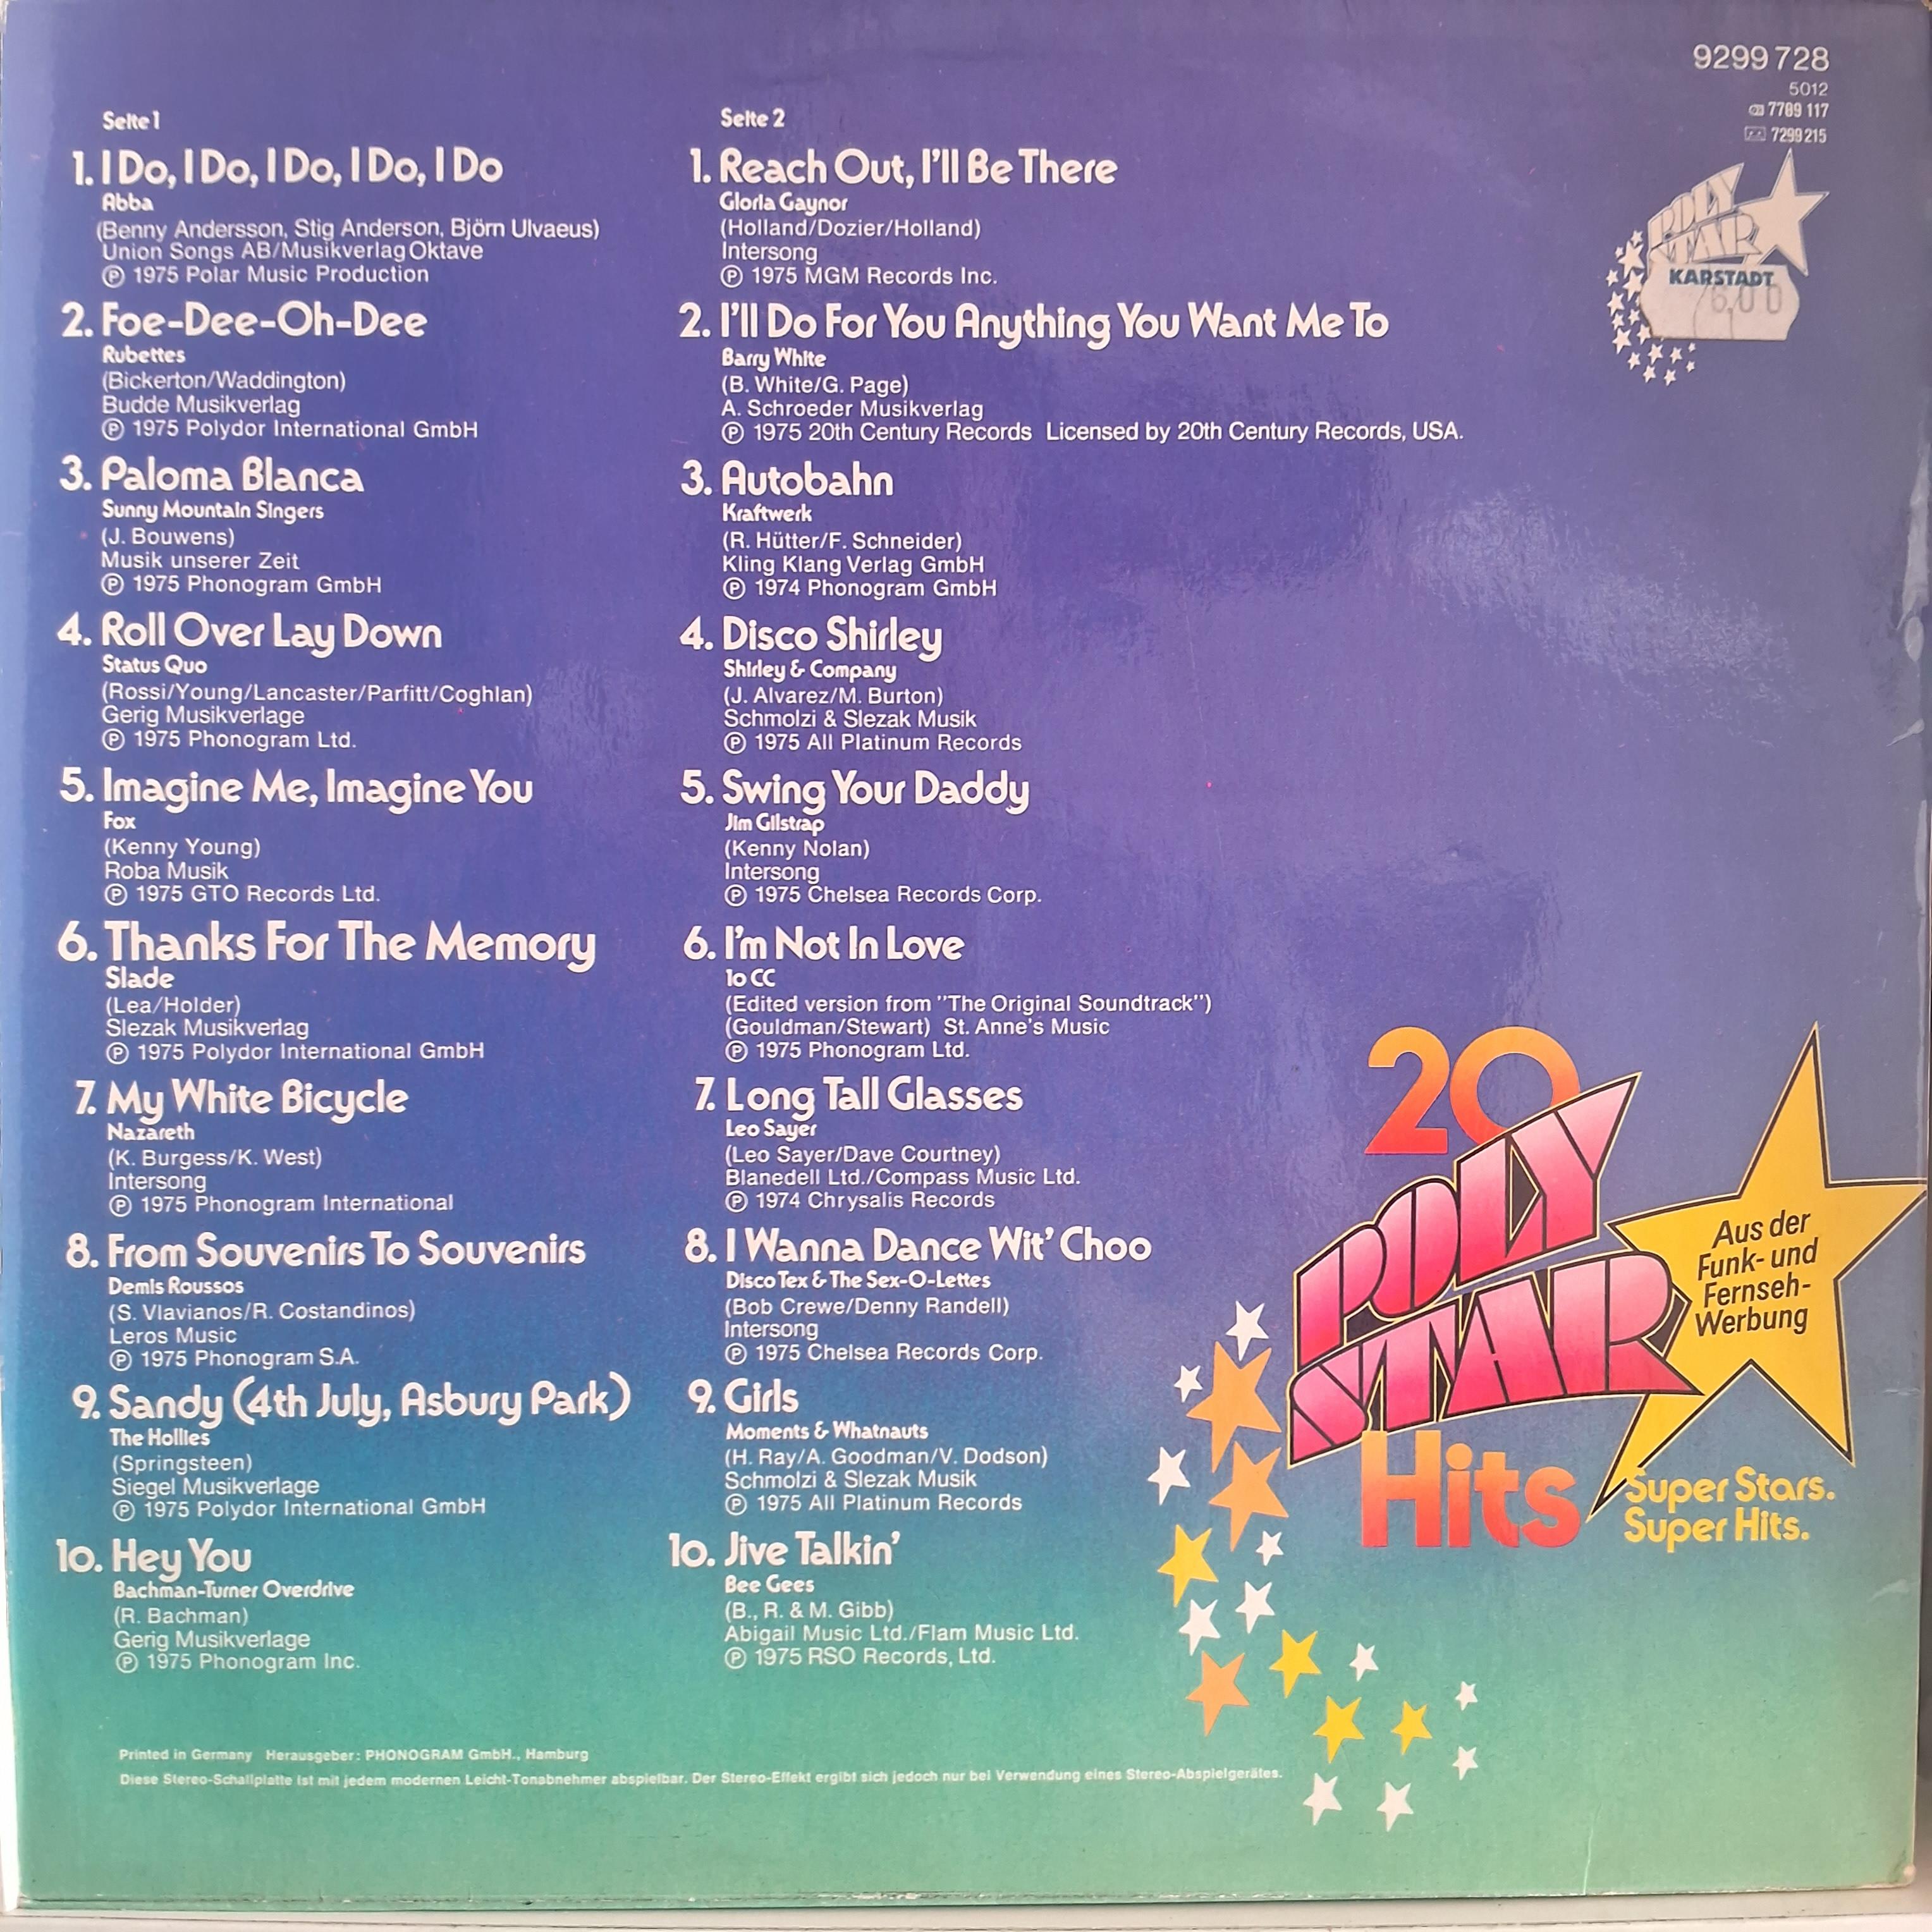 9299 728
5012
7789 117
7299 215
POLY
STAR
KARSTADT
6,00
Seite 1
1. I Do, I Do, I Do, I Do, I Do
Abba
(Benny Andersson, Stig Anderson, Björn Ulvaeus)
Union Songs AB/Musikverlag Oktave
Ⓟ 1975 Polar Music Production
2. Foe-Dee-Oh-Dee
Rubettes
(Bickerton/Waddington)
Budde Musikverlag
Ⓟ 1975 Polydor International GmbH
3. Paloma Blanca
Sunny Mountain Singers
(J. Bouwens)
Musik unserer Zeit
Ⓟ 1975 Phonogram GmbH
4. Roll Over Lay Down
Status Quo
(Rossi/Young/Lancaster/Parfitt/Coghlan)
Gerig Musikverlage
Ⓟ 1975 Phonogram Ltd.
5. Imagine Me, Imagine You
Fox
(Kenny Young)
Roba Musik
Ⓟ 1975 GTO Records Ltd.
6. Thanks For The Memory
Slade
(Lea/Holder)
Slezak Musikverlag
Ⓟ 1975 Polydor International GmbH
7. My White Bicycle
Nazareth
(K. Burgess/K. West)
Intersong
Ⓟ 1975 Phonogram International
8. From Souvenirs To Souvenirs
Demis Roussos
(S. Vlavianos/R. Costandinos)
Leros Music
Ⓟ 1975 Phonogram S.A.
9. Sandy (4th July, Asbury Park)
The Hollies
(Springsteen)
Siegel Musikverlage
Ⓟ 1975 Polydor International GmbH
10. Hey You
Bachman-Turner Overdrive
(R. Bachman)
Gerig Musikverlage
Ⓟ 1975 Phonogram Inc.
Seite 2
1. Reach Out, I'll Be There
Gloria Gaynor
(Holland/Dozier/Holland)
Intersong
Ⓟ 1975 MGM Records Inc.
2. I'll Do For You Anything You Want Me To
Barry White
(B. White/G. Page)
A. Schroeder Musikverlag
Ⓟ 1975 20th Century Records Licensed by 20th Century Records, USA.
3. Autobahn
Kraftwerk
(R. Hütter/F. Schneider)
Kling Klang Verlag GmbH
Ⓟ 1974 Phonogram GmbH
4. Disco Shirley
Shirley & Company
(J. Alvarez/M. Burton)
Schmolzi & Slezak Musik
Ⓟ 1975 All Platinum Records
5. Swing Your Daddy
Jim Gilstrap
(Kenny Nolan)
Intersong
Ⓟ 1975 Chelsea Records Corp.
6. I'm Not In Love
10 CC
(Edited version from "The Original Soundtrack")
(Gouldman/Stewart) St. Anne's Music
Ⓟ 1975 Phonogram Ltd.
7. Long Tall Glasses
Leo Sayer
(Leo Sayer/Dave Courtney)
Blanedell Ltd./Compass Music Ltd.
Ⓟ 1974 Chrysalis Records
8. I Wanna Dance Wit' Choo
Disco Tex & The Sex-O-Lettes
(Bob Crewe/Denny Randell)
Intersong
Ⓟ 1975 Chelsea Records Corp.
9. Girls
Moments & Whatnauts
(H. Ray/A. Goodman/V. Dodson)
Schmolzi & Slezak Musik
Ⓟ 1975 All Platinum Records
10. Jive Talkin'
Bee Gees
(B., R. & M. Gibb)
Abigail Music Ltd./Flam Music Ltd.
Ⓟ 1975 RSO Records, Ltd.
20
POLY
STAR
Hits
Aus der
Funk- und
Fernseh-
Werbung
Super Stars.
Super Hits.
Printed in Germany Herausgeber: PHONOGRAM GmbH., Hamburg
Diese Stereo-Schallplatte ist mit jedem modernen Leicht-Tonabnehmer abspielbar. Der Stereo-Effekt ergibt sich jedoch nur bei Verwendung eines Stereo-Abspielgerätes.